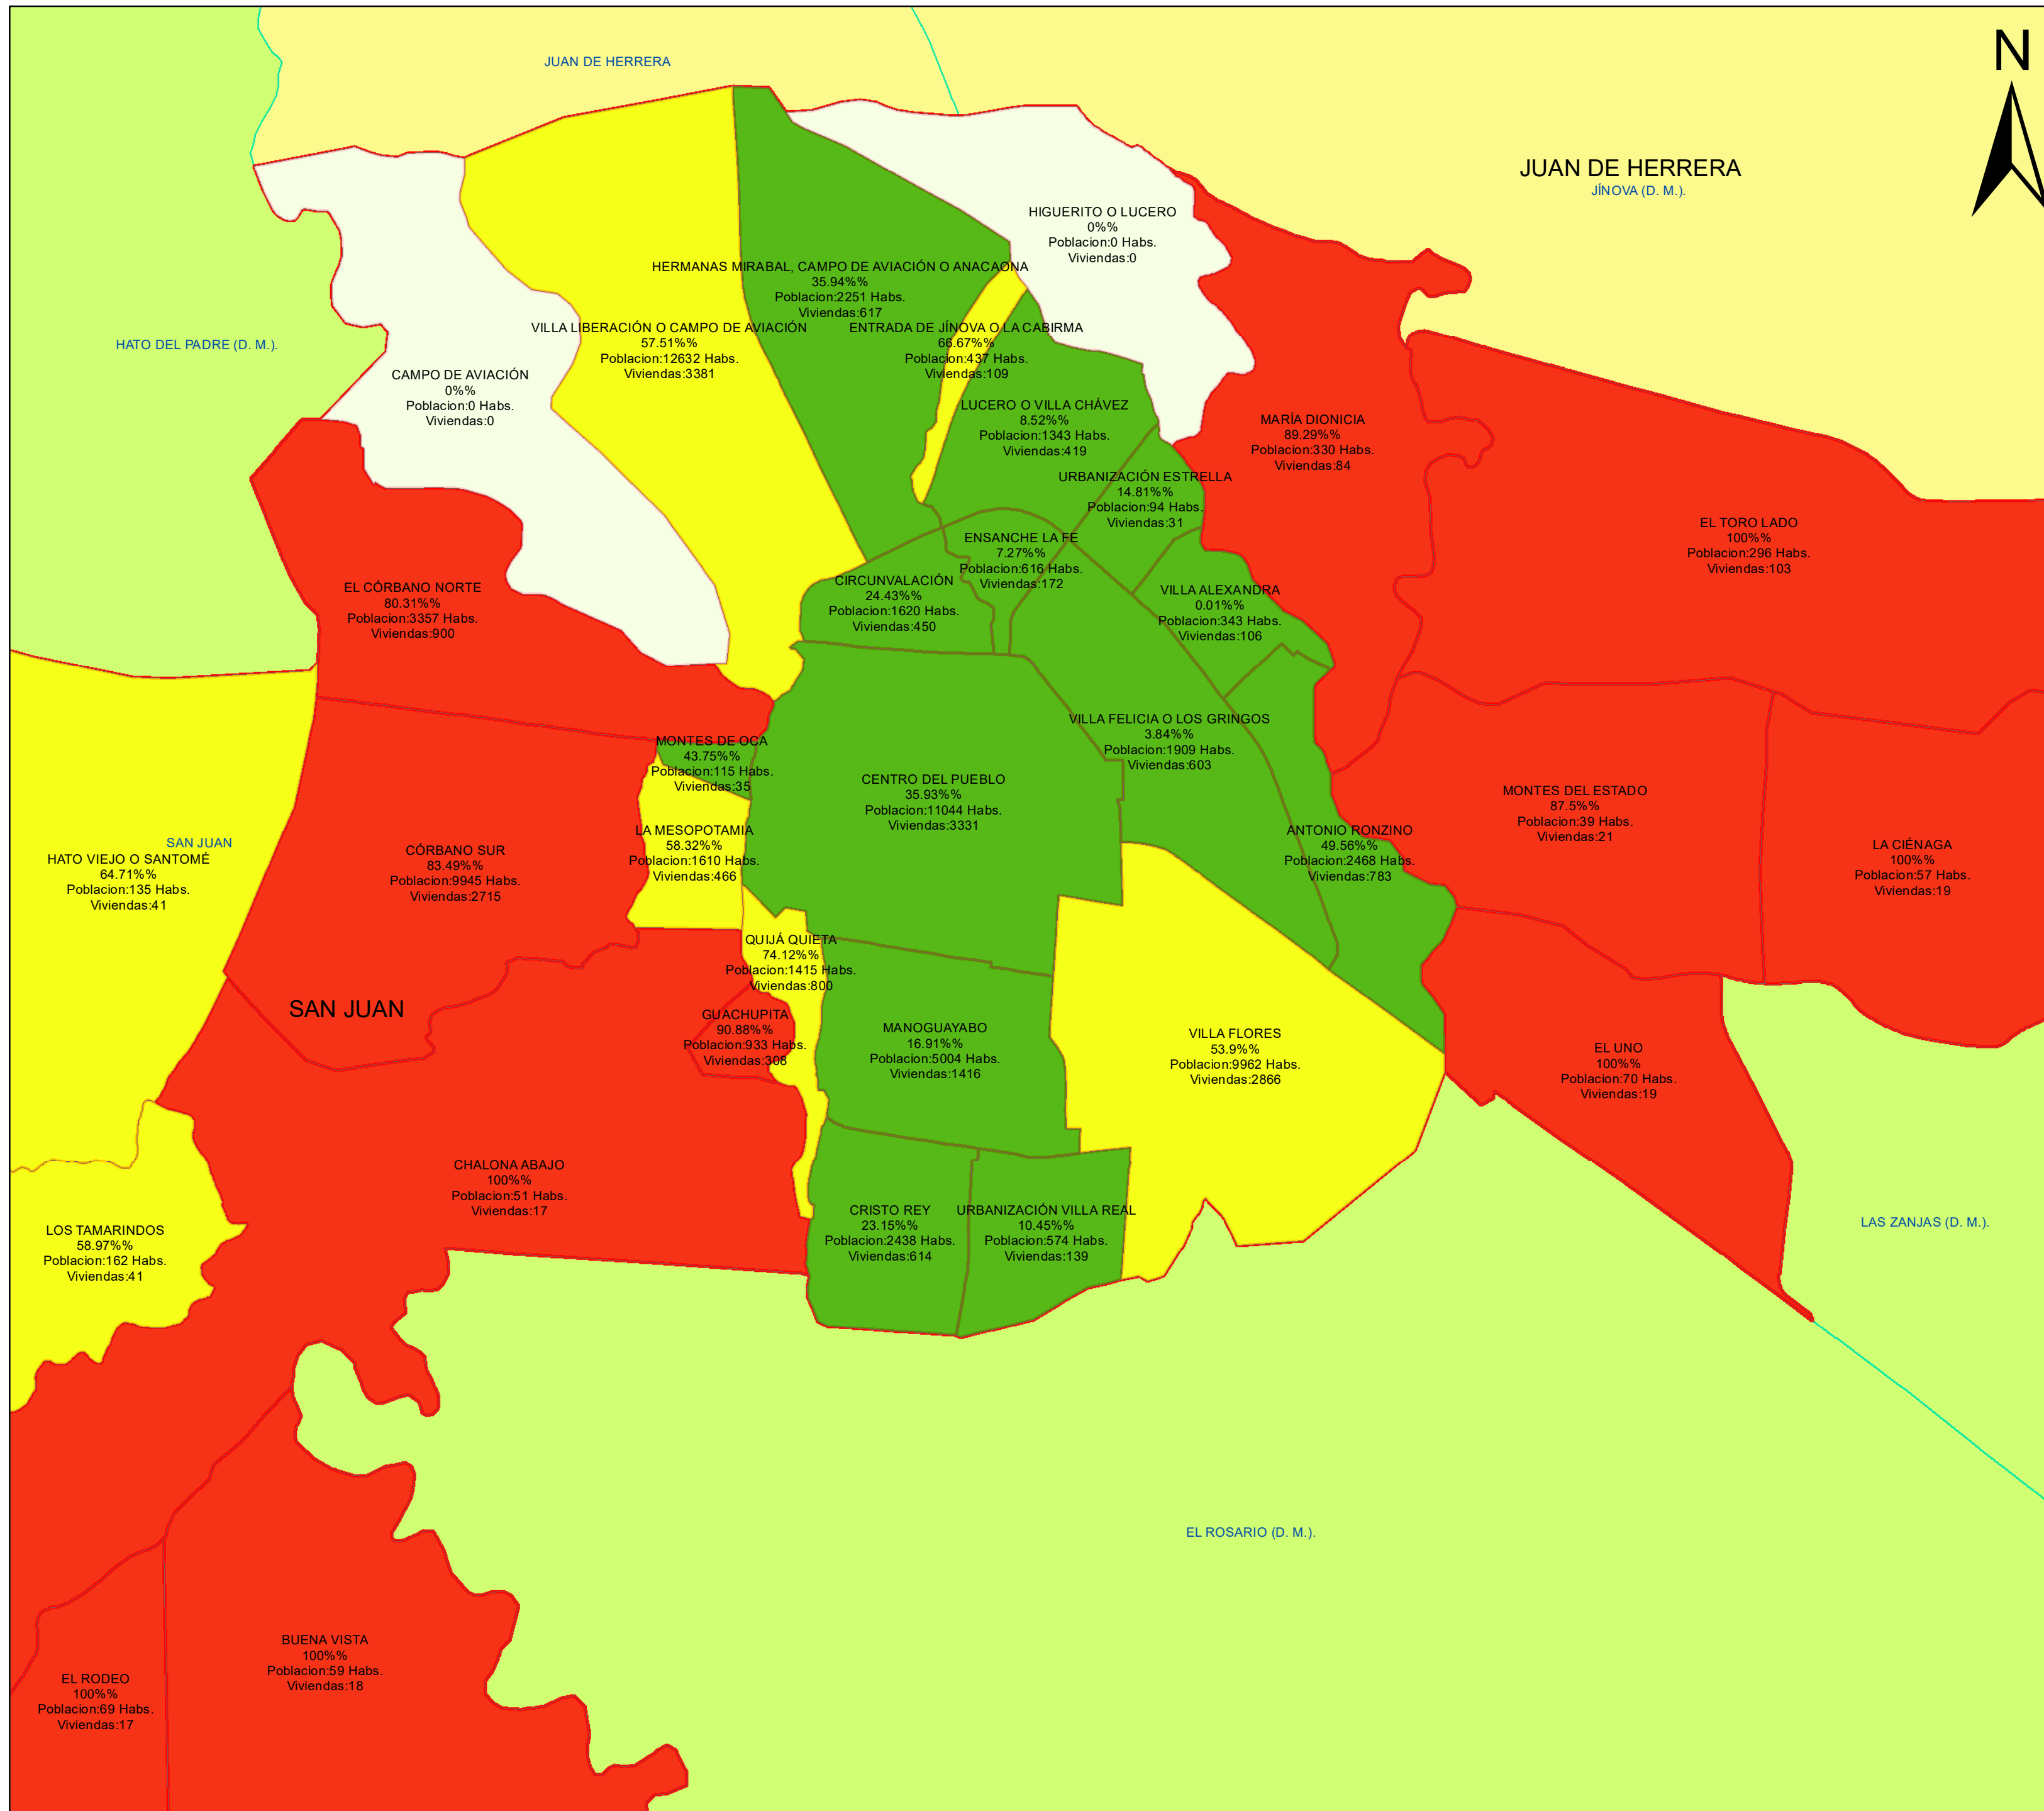 JUAN DE HERRERA
N
JUAN DE HERRERA
JÍNOVA (D. M.).
HIGUERITO O LUCERO
0%%
Poblacion:0 Habs.
Viviendas:0
HERMANAS MIRABAL, CAMPO DE AVIACIÓN O ANACAONA
35.94%%
Poblacion:2251 Habs.
Viviendas:617
VILLA LIBERACIÓN O CAMPO DE AVIACIÓN
57.51%%
Poblacion:12632 Habs.
Viviendas:3381
ENTRADA DE JÍNOVA O LA CABIRMA
66.67%%
Poblacion:437 Habs.
Viviendas:109
HATO DEL PADRE (D. M.).
CAMPO DE AVIACIÓN
0%%
Poblacion:0 Habs.
Viviendas:0
LUCERO O VILLA CHÁVEZ
8.52%%
Poblacion:1343 Habs.
Viviendas:419
MARÍA DIONICIA
89.29%%
Poblacion:330 Habs.
Viviendas:84
URBANIZACIÓN ESTRELLA
14.81%%
Poblacion:94 Habs.
Viviendas:31
EL TORO LADO
100%%
Poblacion:296 Habs.
Viviendas:103
ENSANCHE LA FE
7.27%%
Poblacion:616 Habs.
Viviendas:172
CIRCUNVALACIÓN
24.43%%
Poblacion:1620 Habs.
Viviendas:450
EL CÓRBANO NORTE
80.31%%
Poblacion:3357 Habs.
Viviendas:900
VILLA ALEXANDRA
0.01%%
Poblacion:343 Habs.
Viviendas:106
VILLA FELICIA O LOS GRINGOS
3.84%%
Poblacion:1909 Habs.
Viviendas:603
MONTES DE OCA
43.75%%
Poblacion:115 Habs.
Viviendas:35
CENTRO DEL PUEBLO
35.93%%
Poblacion:11044 Habs.
Viviendas:3331
MONTES DEL ESTADO
87.5%%
Poblacion:39 Habs.
Viviendas:21
LA MESOPOTAMIA
58.32%%
Poblacion:1610 Habs.
Viviendas:466
ANTONIO RONZINO
49.56%%
Poblacion:2468 Habs.
Viviendas:783
SAN JUAN
HATO VIEJO O SANTOMÉ
64.71%%
Poblacion:135 Habs.
Viviendas:41
CÓRBANO SUR
83.49%%
Poblacion:9945 Habs.
Viviendas:2715
LA CIÉNAGA
100%%
Poblacion:57 Habs.
Viviendas:19
QUIJÁ QUIETA
74.12%%
Poblacion:1415 Habs.
Viviendas:800
SAN JUAN
GUACHUPITA
90.88%%
Poblacion:933 Habs.
Viviendas:308
MANOGUAYABO
16.91%%
Poblacion:5004 Habs.
Viviendas:1416
VILLA FLORES
53.9%%
Poblacion:9962 Habs.
Viviendas:2866
EL UNO
100%%
Poblacion:70 Habs.
Viviendas:19
CHALONA ABAJO
100%%
Poblacion:51 Habs.
Viviendas:17
CRISTO REY
23.15%%
Poblacion:2438 Habs.
Viviendas:614
URBANIZACIÓN VILLA REAL
10.45%%
Poblacion:574 Habs.
Viviendas:139
LAS ZANJAS (D. M.).
LOS TAMARINDOS
58.97%%
Poblacion:162 Habs.
Viviendas:41
EL ROSARIO (D. M.).
BUENA VISTA
100%%
Poblacion:59 Habs.
Viviendas:18
EL RODEO
100%%
Poblacion:69 Habs.
Viviendas:17